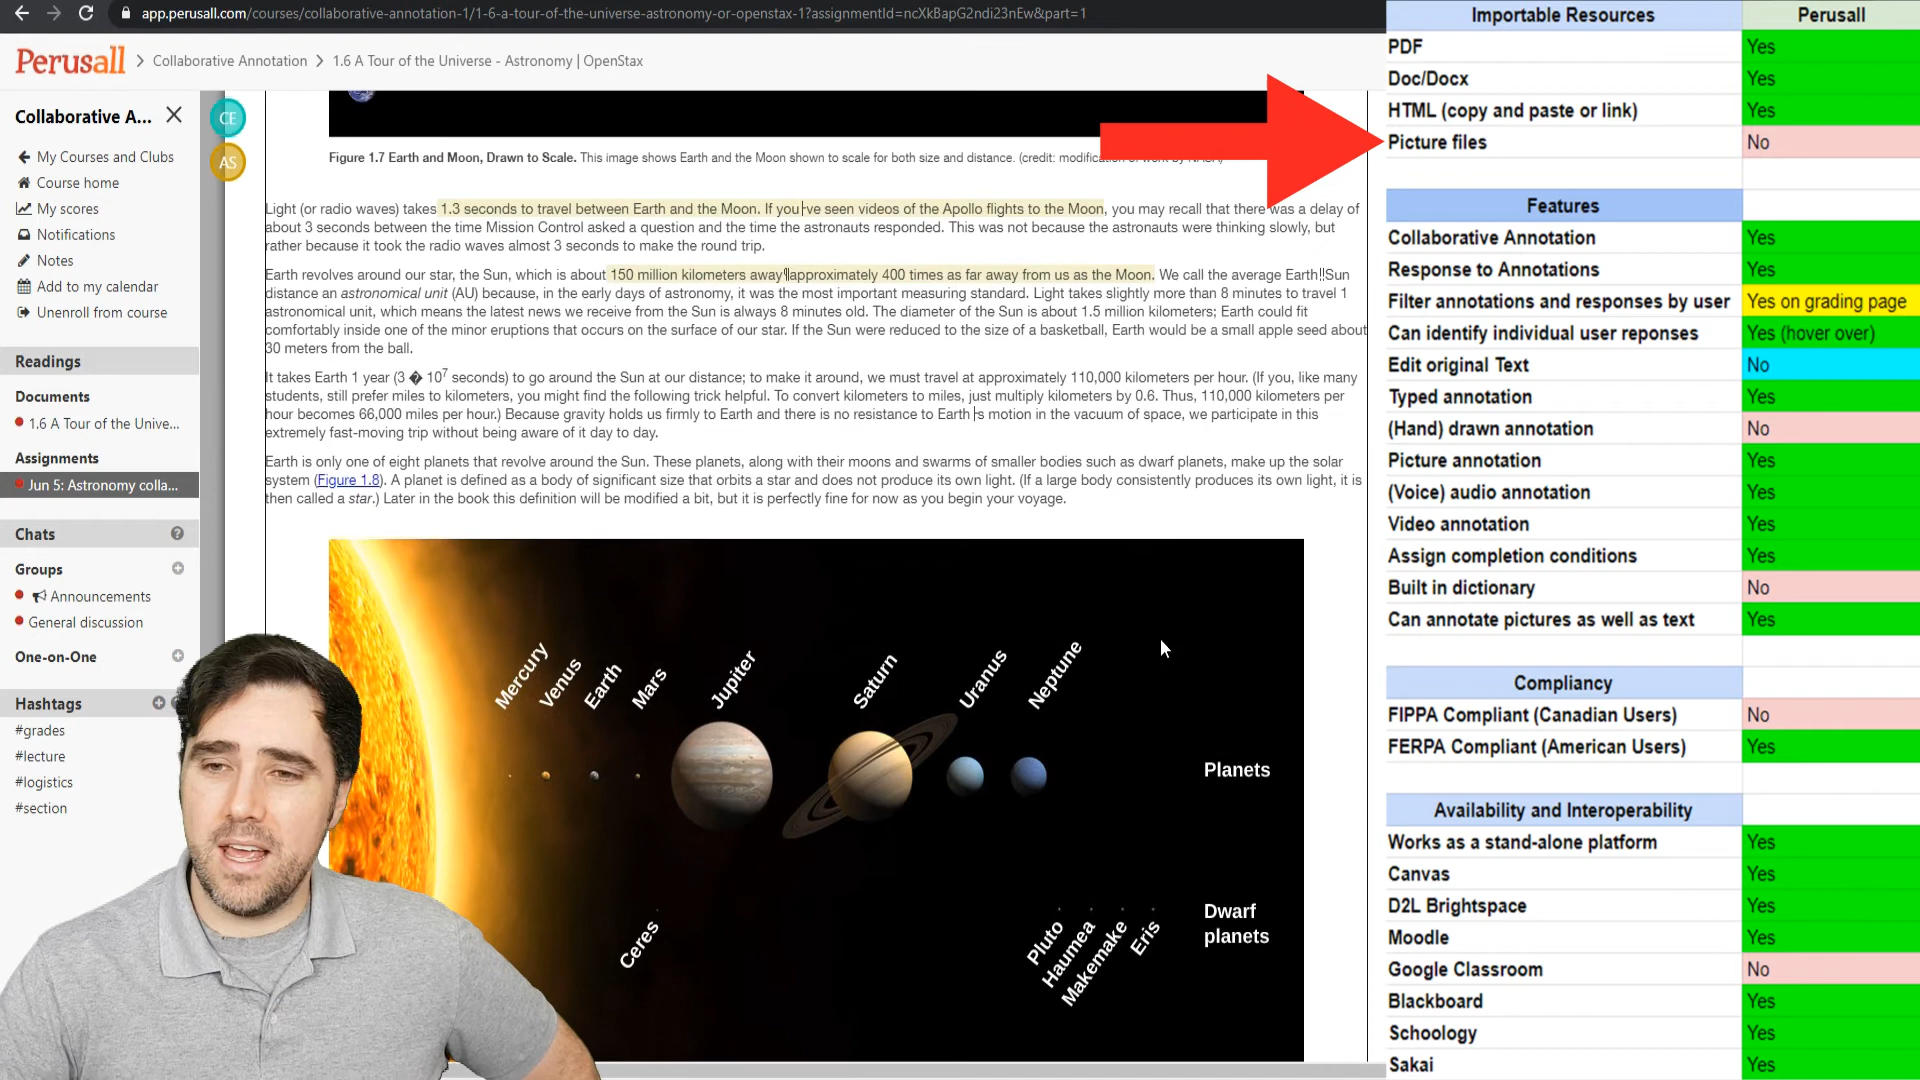 app.perusall.com/courses/collaborative-annotation-1/1-6-a-tour-of-the-universe-astronomy-or-openstax-1?assignmentId=ncXkBapG2ndi23nEw&part=1
Perusall > Collaborative Annotation > 1.6 A Tour of the Universe - Astronomy | OpenStax
Collaborative A...
My Courses and Clubs
Course home
My scores
Notifications
Notes
Add to my calendar
Unenroll from course
Readings
Documents
1.6 A Tour of the Unive...
Assignments
Jun 5: Astronomy colla...
Chats
Groups
Announcements
General discussion
One-on-One
Hashtags
#grades
#lecture
#logistics
#section
CE
AS
Figure 1.7 Earth and Moon, Drawn to Scale. This image shows Earth and the Moon shown to scale for both size and distance. (credit: modification of work by NASA)
Light (or radio waves) takes 1.3 seconds to travel between Earth and the Moon. If you've seen videos of the Apollo flights to the Moon, you may recall that there was a delay of
about 3 seconds between the time Mission Control asked a question and the time the astronauts responded. This was not because the astronauts were thinking slowly, but
rather because it took the radio waves almost 3 seconds to make the round trip.
Earth revolves around our star, the Sun, which is about 150 million kilometers away approximately 400 times as far away from us as the Moon. We call the average Earth Sun
distance an astronomical unit (AU) because, in the early days of astronomy, it was the most important measuring standard. Light takes slightly more than 8 minutes to travel 1
astronomical unit, which means the latest news we receive from the Sun is always 8 minutes old. The diameter of the Sun is about 1.5 million kilometers; Earth could fit
comfortably inside one of the minor eruptions that occurs on the surface of our star. If the Sun were reduced to the size of a basketball, Earth would be a small apple seed about
30 meters from the ball.
It takes Earth 1 year (3 � 10⁷ seconds) to go around the Sun at our distance; to make it around, we must travel at approximately 110,000 kilometers per hour. (If you, like many
students, still prefer miles to kilometers, you might find the following trick helpful. To convert kilometers to miles, just multiply kilometers by 0.6. Thus, 110,000 kilometers per
hour becomes 66,000 miles per hour.) Because gravity holds us firmly to Earth and there is no resistance to Earth's motion in the vacuum of space, we participate in this
extremely fast-moving trip without being aware of it day to day.
Earth is only one of eight planets that revolve around the Sun. These planets, along with their moons and swarms of smaller bodies such as dwarf planets, make up the solar
system (Figure 1.8). A planet is defined as a body of significant size that orbits a star and does not produce its own light. (If a large body consistently produces its own light, it is
then called a star.) Later in the book this definition will be modified a bit, but it is perfectly fine for now as you begin your voyage.
Mercury
Venus
Earth
Mars
Jupiter
Saturn
Uranus
Neptune
Planets
Ceres
Pluto
Haumea
Makemake
Eris
Dwarf
planets
Importable Resources Perusall
PDF Yes
Doc/Docx Yes
HTML (copy and paste or link) Yes
Picture files No
Features
Collaborative Annotation Yes
Response to Annotations Yes
Filter annotations and responses by user Yes on grading page
Can identify individual user reponses Yes (hover over)
Edit original Text No
Typed annotation Yes
(Hand) drawn annotation No
Picture annotation Yes
(Voice) audio annotation Yes
Video annotation Yes
Assign completion conditions Yes
Built in dictionary No
Can annotate pictures as well as text Yes
Compliancy
FIPPA Compliant (Canadian Users) No
FERPA Compliant (American Users) Yes
Availability and Interoperability
Works as a stand-alone platform Yes
Canvas Yes
D2L Brightspace Yes
Moodle Yes
Google Classroom No
Blackboard Yes
Schoology Yes
Sakai Yes